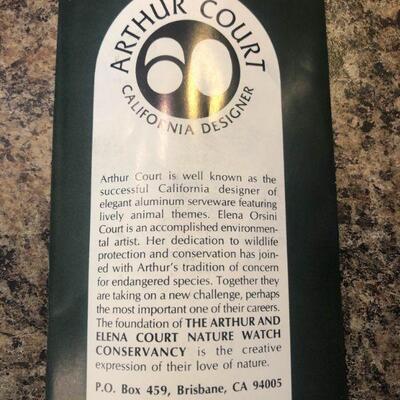 ARTHUR COURT
60
CALIFORNIA DESIGNER
Arthur Court is well known as the
successful California designer of
elegant aluminum serveware featuring
lively animal themes. Elena Orsini
Court is an accomplished environmen-
tal artist. Her dedication to wildlife
protection and conservation has join-
ed with Arthur's tradition of concern
for endangered species. Together they
are taking on a new challenge, perhaps
the most important one of their careers.
The foundation of THE ARTHUR AND
ELENA COURT NATURE WATCH
CONSERVANCY is the creative
expression of their love of nature.
P.O. Box 459, Brisbane, CA 94005